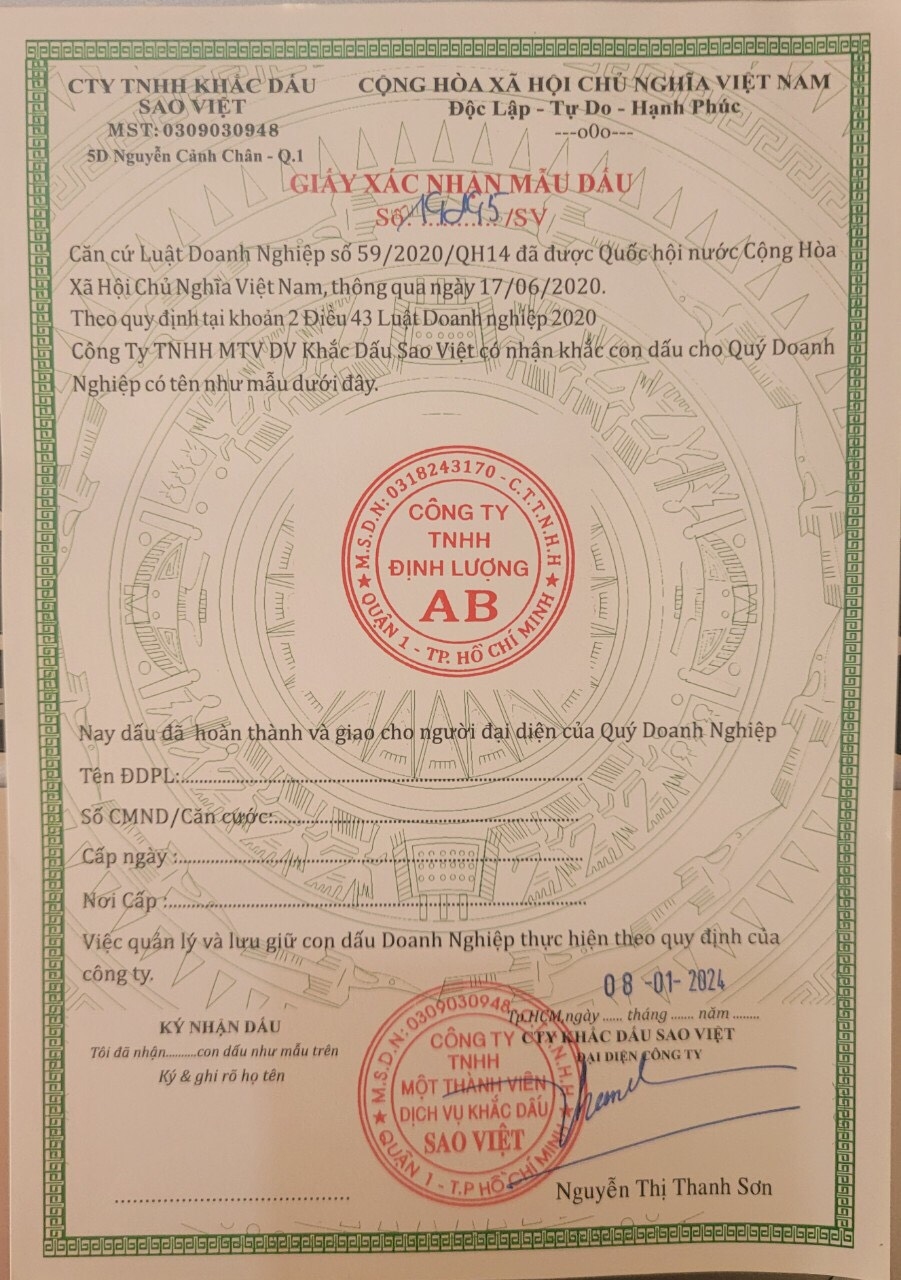 CTY TNHH KHẮC DẤU
SAO VIỆT
MST: 0309030948
5D Nguyễn Cảnh Chân - Q.1
CỘNG HÒA XÃ HỘI CHỦ NGHĨA VIỆT NAM
Độc Lập - Tự Do - Hạnh Phúc
---o0o---
GIẤY XÁC NHẬN MẪU DẤU
Số: .......... /SV
Căn cứ Luật Doanh Nghiệp số 59/2020/QH14 đã được Quốc hội nước Cộng Hòa
Xã Hội Chủ Nghĩa Việt Nam, thông qua ngày 17/06/2020.
Theo quy định tại khoản 2 Điều 43 Luật Doanh nghiệp 2020
Công Ty TNHH MTV DV Khắc Dấu Sao Việt có nhận khắc con dấu cho Quý Doanh
Nghiệp có tên như mẫu dưới đây.
M.S.D.N: 0318243170 - C.T.T.N.H.H
CÔNG TY
TNHH
ĐỊNH LƯỢNG
AB
★ QUẬN 1 - TP. HỒ CHÍ MINH ★
Nay dấu đã hoàn thành và giao cho người đại diện của Quý Doanh Nghiệp
Tên ĐDPL:..............................
Số CMND/Căn cước:..............................
Cấp ngày :..............................
Nơi Cấp :..............................
Việc quản lý và lưu giữ con dấu Doanh Nghiệp thực hiện theo quy định của
công ty.
08 -01- 2024
Tp.HCM,ngày ...... tháng ....... năm ........
CTY KHẮC DẤU SAO VIỆT
ĐẠI DIỆN CÔNG TY
KÝ NHẬN DẤU
Tôi đã nhận..........con dấu như mẫu trên
Ký & ghi rõ họ tên
M.S.D.N: 0309030948
N.H.H
CÔNG TY
TNHH
MỘT THÀNH VIÊN
DỊCH VỤ KHẮC DẤU
SAO VIỆT
★ QUẬN 1 - T.P HỒ CHÍ MINH ★
Nguyễn Thị Thanh Sơn